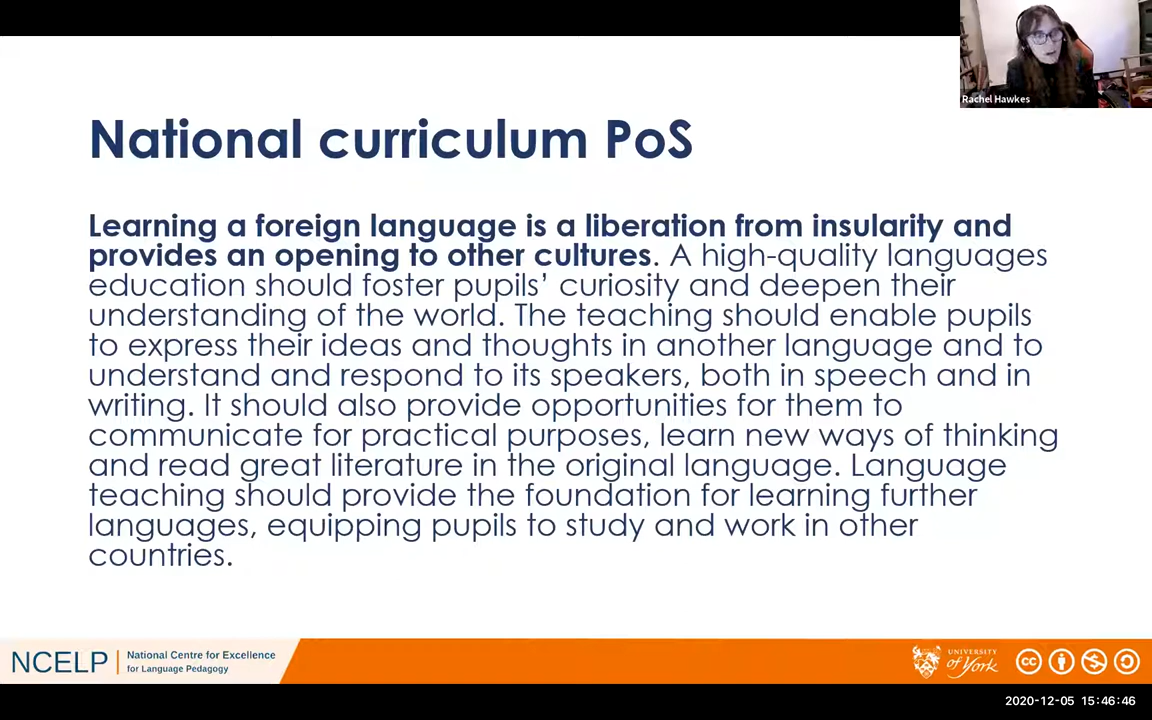 Rachel Hawkes
National curriculum PoS
Learning a foreign language is a liberation from insularity and
provides an opening to other cultures. A high-quality languages
education should foster pupils’ curiosity and deepen their
understanding of the world. The teaching should enable pupils
to express their ideas and thoughts in another language and to
understand and respond to its speakers, both in speech and in
writing. It should also provide opportunities for them to
communicate for practical purposes, learn new ways of thinking
and read great literature in the original language. Language
teaching should provide the foundation for learning further
languages, equipping pupils to study and work in other
countries.
NCELP
National Centre for Excellence
for Language Pedagogy
UNIVERSITY
of York
cc
2020-12-05 15:46:46